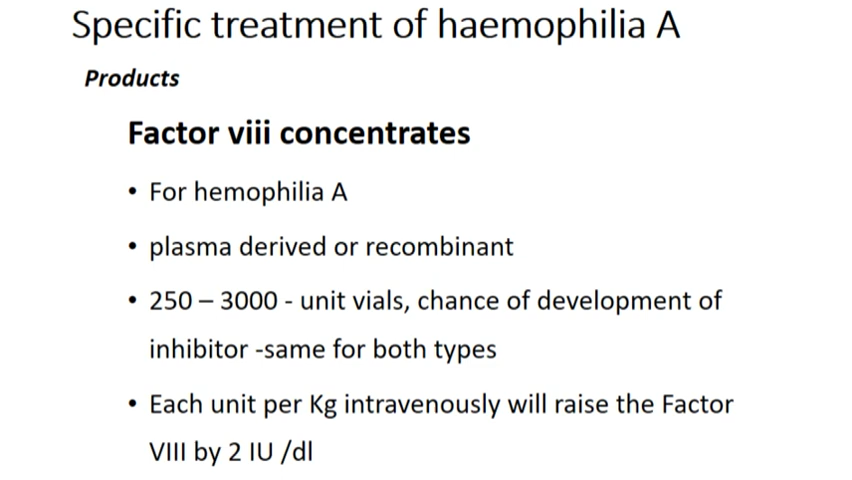 Specific treatment of haemophilia A
Products
Factor viii concentrates
• For hemophilia A
• plasma derived or recombinant
• 250 – 3000 - unit vials, chance of development of
inhibitor -same for both types
• Each unit per Kg intravenously will raise the Factor
VIII by 2 IU /dl